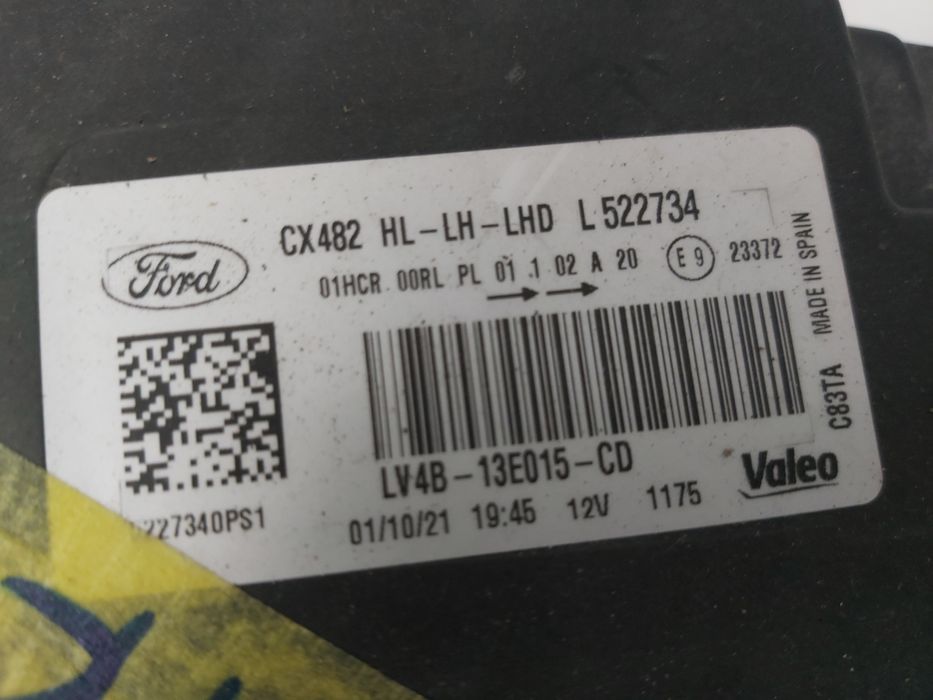 CX482 HL-LH-LHD L522734
Ford
01HCR 00RL PL 01 1 02 A 20 E9 23372
MADE IN SPAIN
C83TA
LV4B-13E015-CD
Valeo
227340PS1
01/10/21 19:45 12V 1175